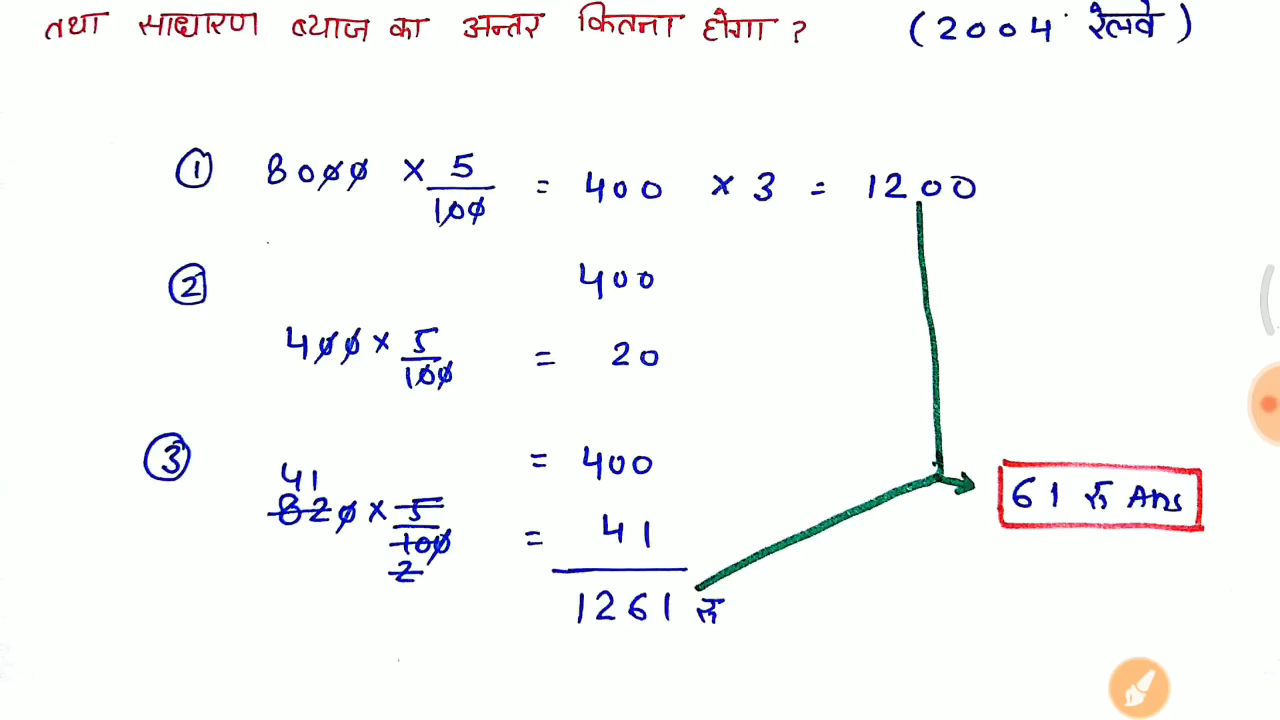 तथा साधारण ब्याज का अन्तर कितना होगा ? (2004 रेलवे)
① 8000 × 5/100 = 400 × 3 = 1200
② 400
400 × 5/100 = 20
③ = 400
41
820 × 5/100 = 41
2
1261 रु
61 रु Ans